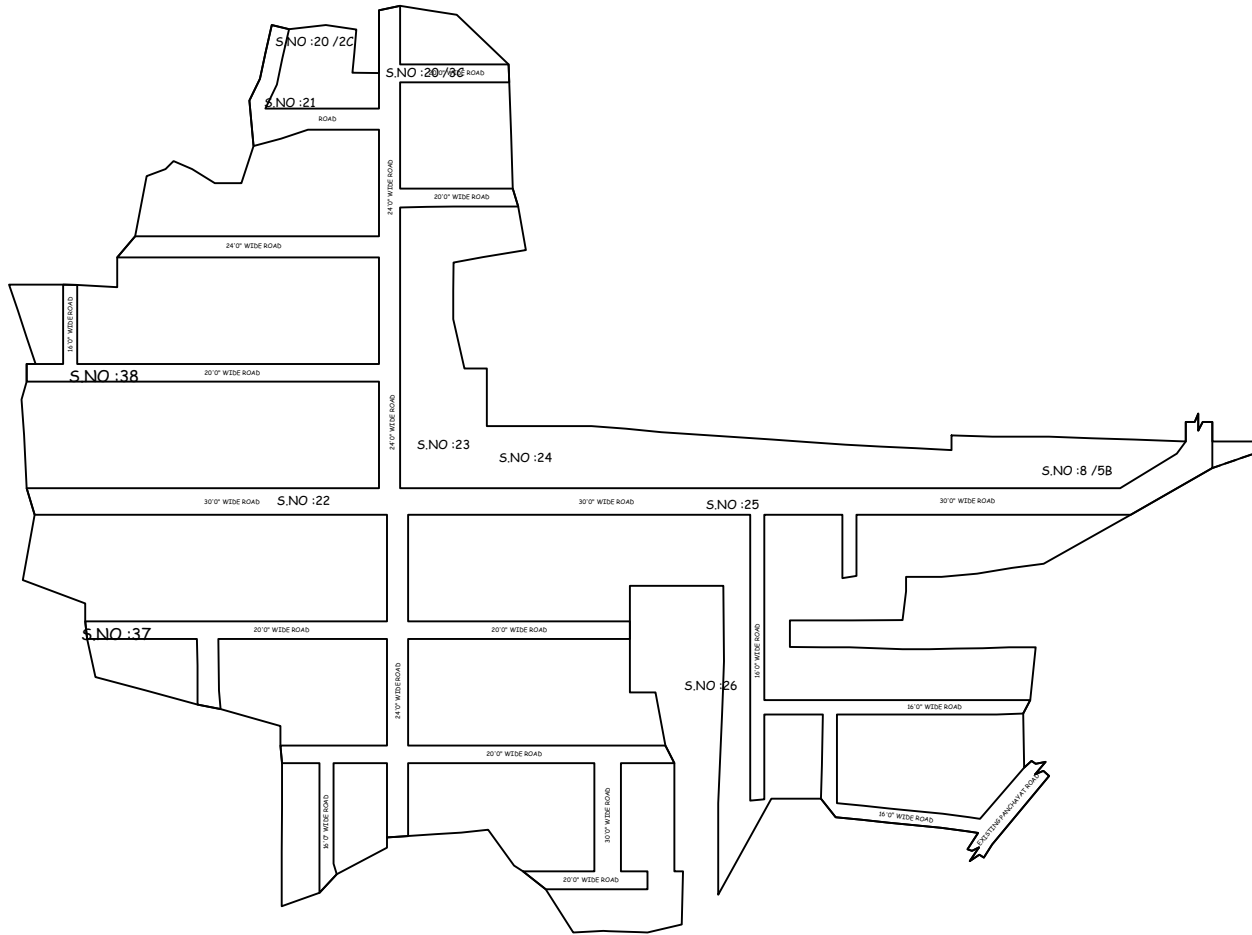 S.NO :20 /2C
S.NO :20 /3C
20'0" WIDE ROAD
S.NO :21
ROAD
24'0" WIDE ROAD
20'0" WIDE ROAD
24'0" WIDE ROAD
16'0" WIDE ROAD
20'0" WIDE ROAD
S.NO :38
24'0" WIDE ROAD
S.NO :23
S.NO :24
S.NO :8 /5B
30'0" WIDE ROAD
S.NO :22
30'0" WIDE ROAD
S.NO :25
30'0" WIDE ROAD
S.NO :37
20'0" WIDE ROAD
20'0" WIDE ROAD
16'0" WIDE ROAD
24'0" WIDE ROAD
S.NO :26
16'0" WIDE ROAD
20'0" WIDE ROAD
16'0" WIDE ROAD
30'0" WIDE ROAD
16'0" WIDE ROAD
EXISTING PANCHAYAT ROAD
20'0" WIDE ROAD